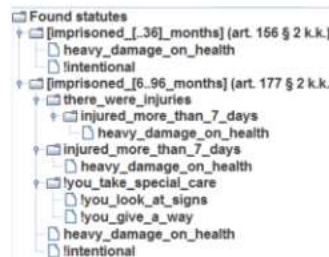 Found statutes
[imprisoned_[..36]_months] (art. 156 § 2 k.k.)
heavy_damage_on_health
!intentional
[imprisoned_[6..96_months] (art. 177 § 2 k.k.
there_were_injuries
injured_more_than_7_days
heavy_damage_on_health
injured_more_than_7_days
heavy_damage_on_health
!you_take_special_care
!you_look_at_signs
!you_give_a_way
heavy_damage_on_health
!intentional